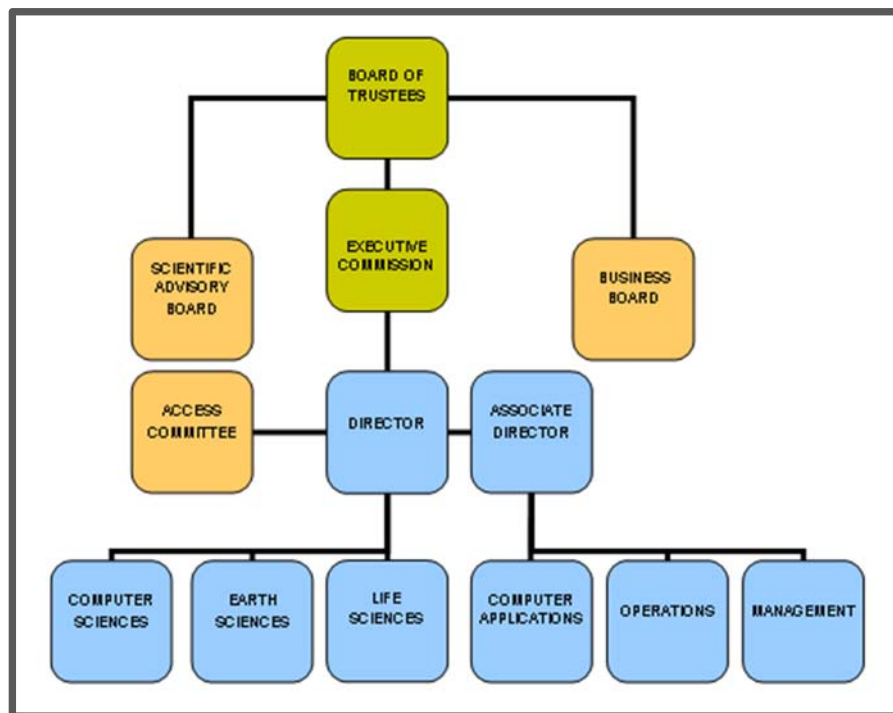 BOARD OF
TRUSTEES
EXECUTIVE
COMMISSION
SCIENTIFIC
ADVISORY
BOARD
BUSINESS
BOARD
ACCESS
COMMITTEE
DIRECTOR
ASSOCIATE
DIRECTOR
COMPUTER
SCIENCES
EARTH
SCIENCES
LIFE
SCIENCES
COMPUTER
APPLICATIONS
OPERATIONS
MANAGEMENT